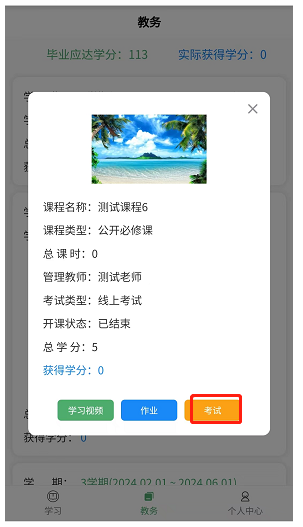 教务
毕业应达学分：113 实际获得学分：0
课程名称：测试课程6
课程类型：公开必修课
总 课 时：0
管理教师：测试老师
考试类型：线上考试
开课状态：已结束
总 学 分：5
获得学分：0
学习视频 作业 考试
获得学分： 0
学 期： 3学期(2024.02.01 ~ 2024.06.01)
学习 教务 个人中心